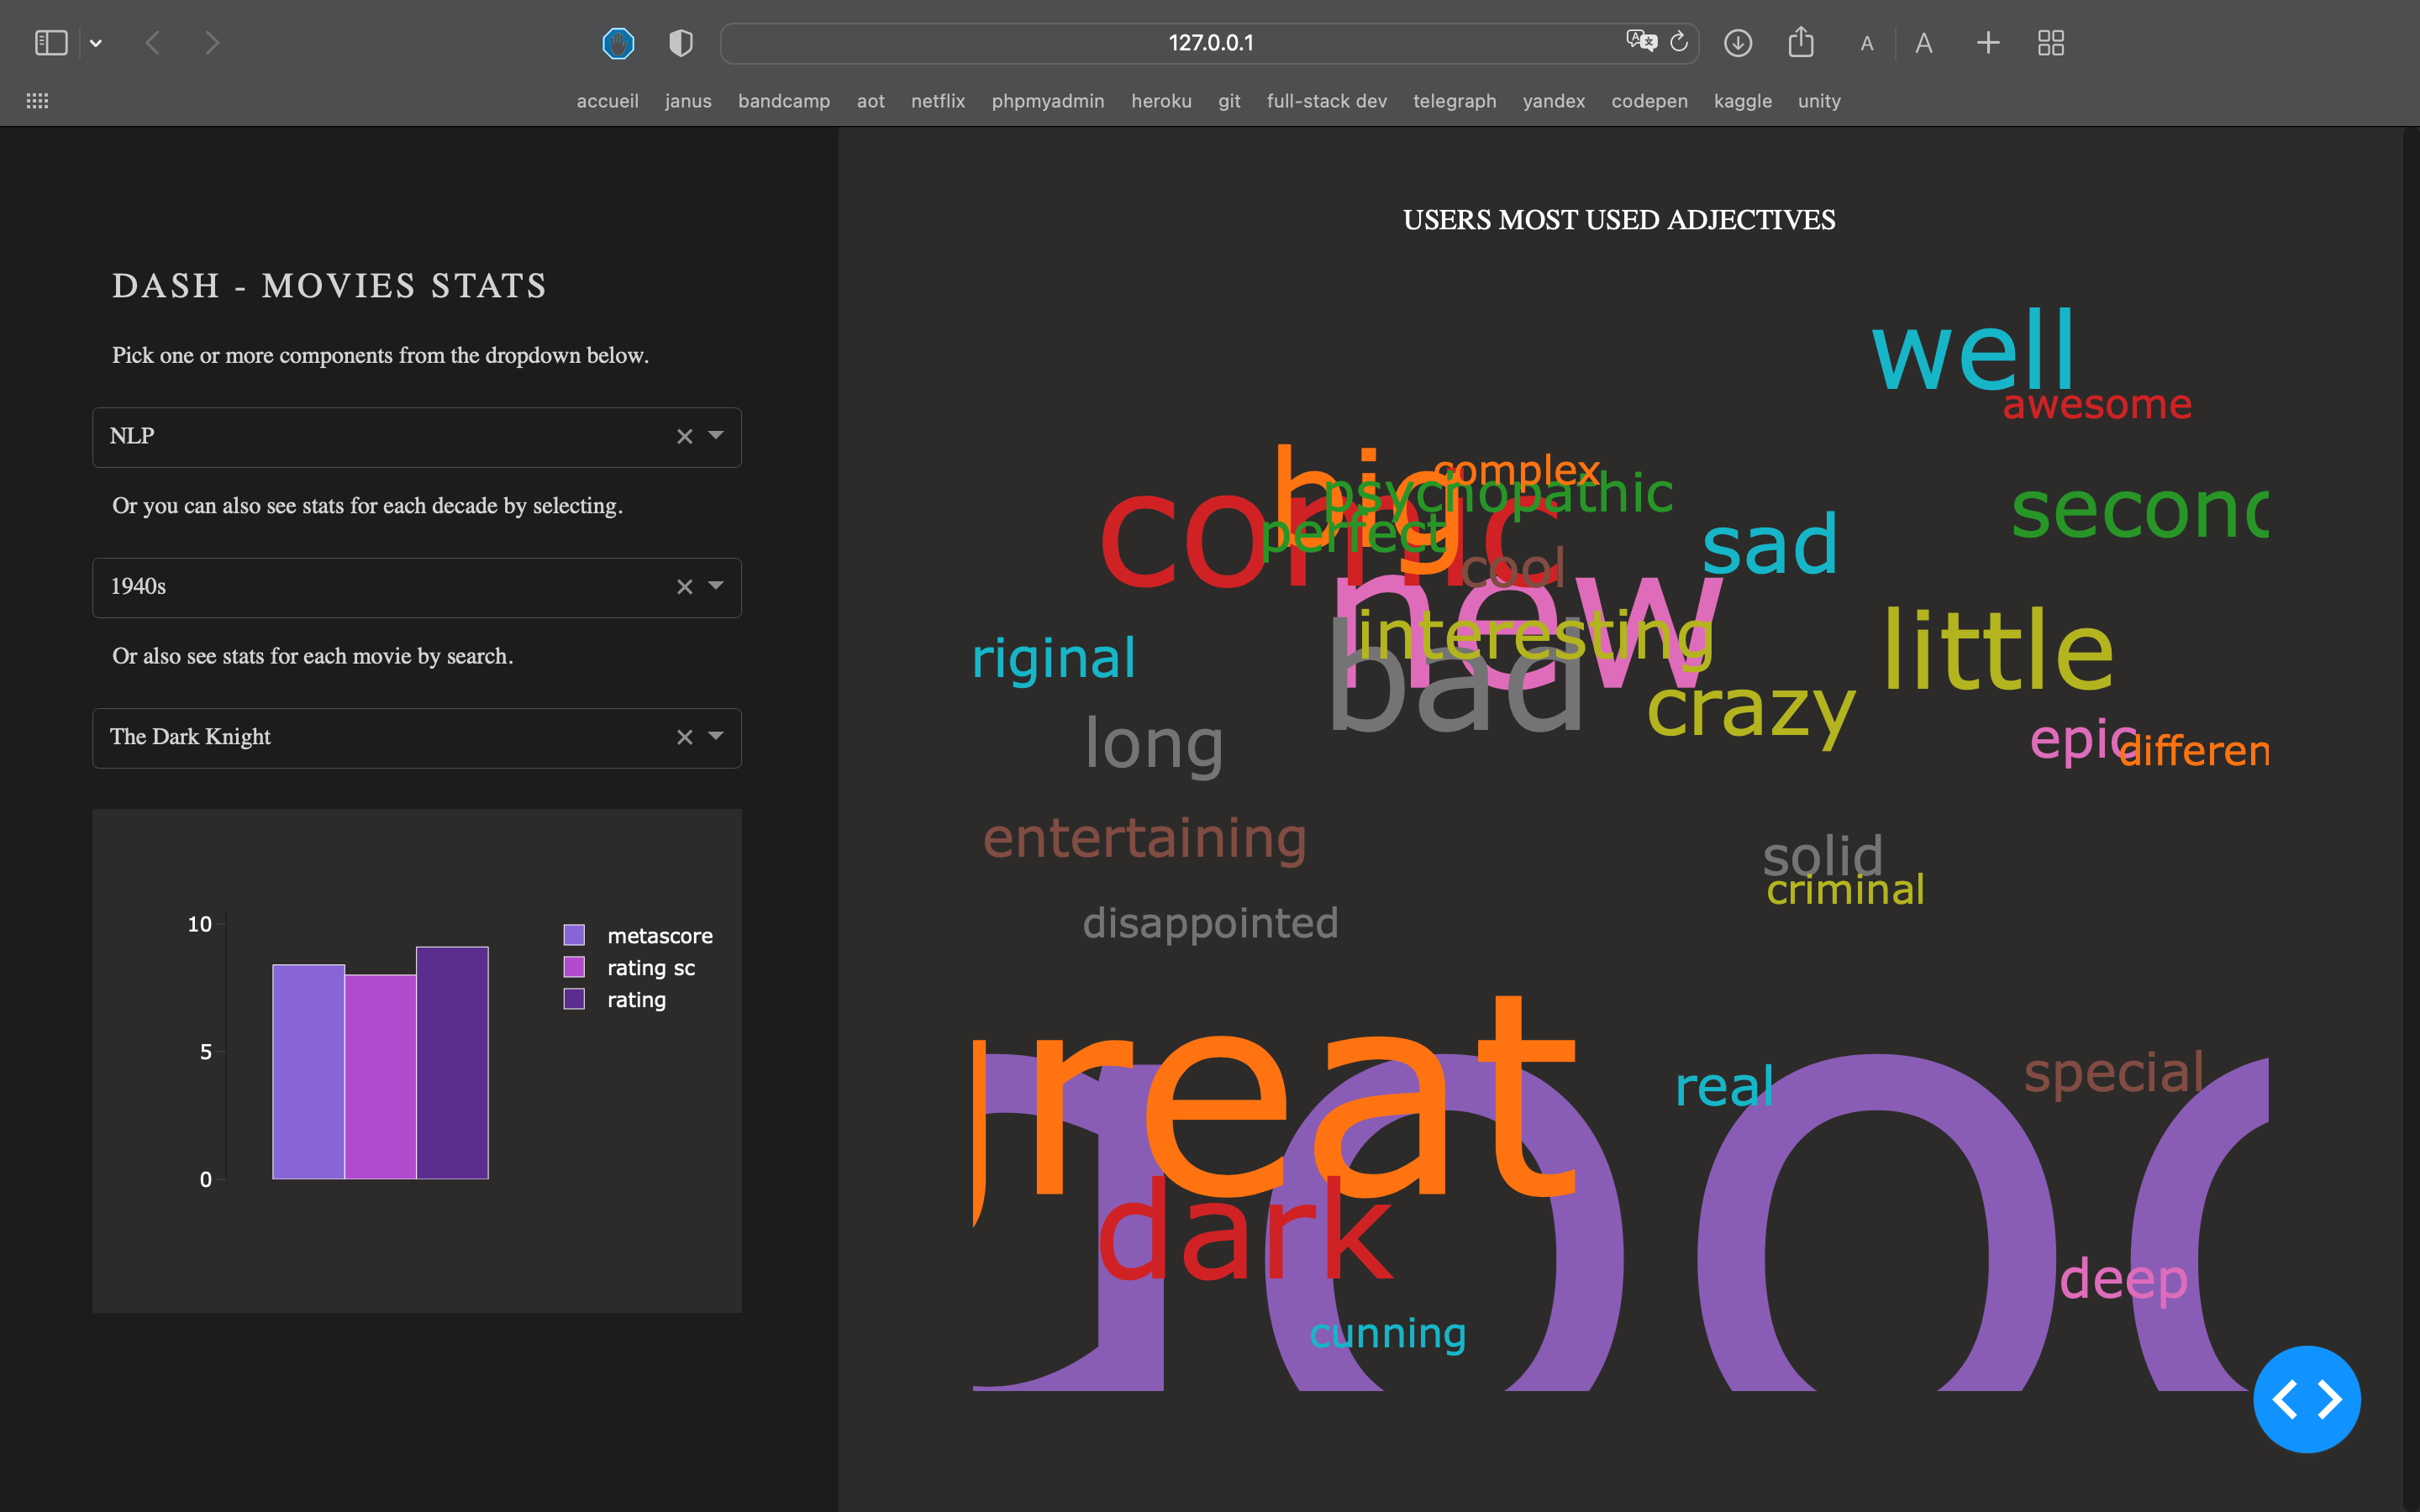 127.0.0.1
A A
accueil janus bandcamp aot netflix phpmyadmin heroku git full-stack dev telegraph yandex codepen kaggle unity
DASH - MOVIES STATS
Pick one or more components from the dropdown below.
NLP
Or you can also see stats for each decade by selecting.
1940s
Or also see stats for each movie by search.
The Dark Knight
10
5
0
metascore
rating sc
rating
USERS MOST USED ADJECTIVES
well
awesome
big
complex
comic
psychopathic
second
perfect
sad
cool
new
interesting
little
riginal
bad
crazy
long
epic
differen
entertaining
solid
criminal
disappointed
reat
real
special
goo
dark
deep
cunning